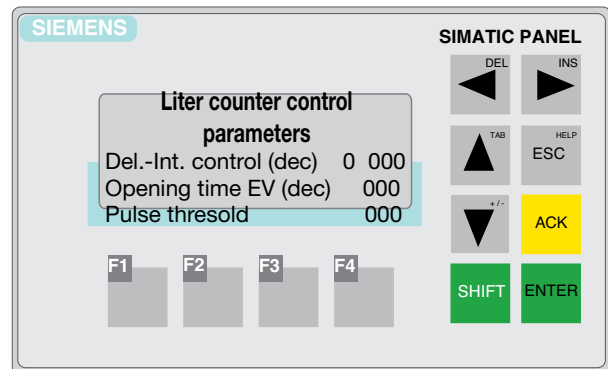 SIEMENS
SIMATIC PANEL
DEL
INS
Liter counter control
parameters
Del.-Int. control (dec) 0 000
Opening time EV (dec) 000
Pulse thresold 000
TAB
HELP
ESC
+ / -
ACK
F1 F2 F3 F4
SHIFT ENTER